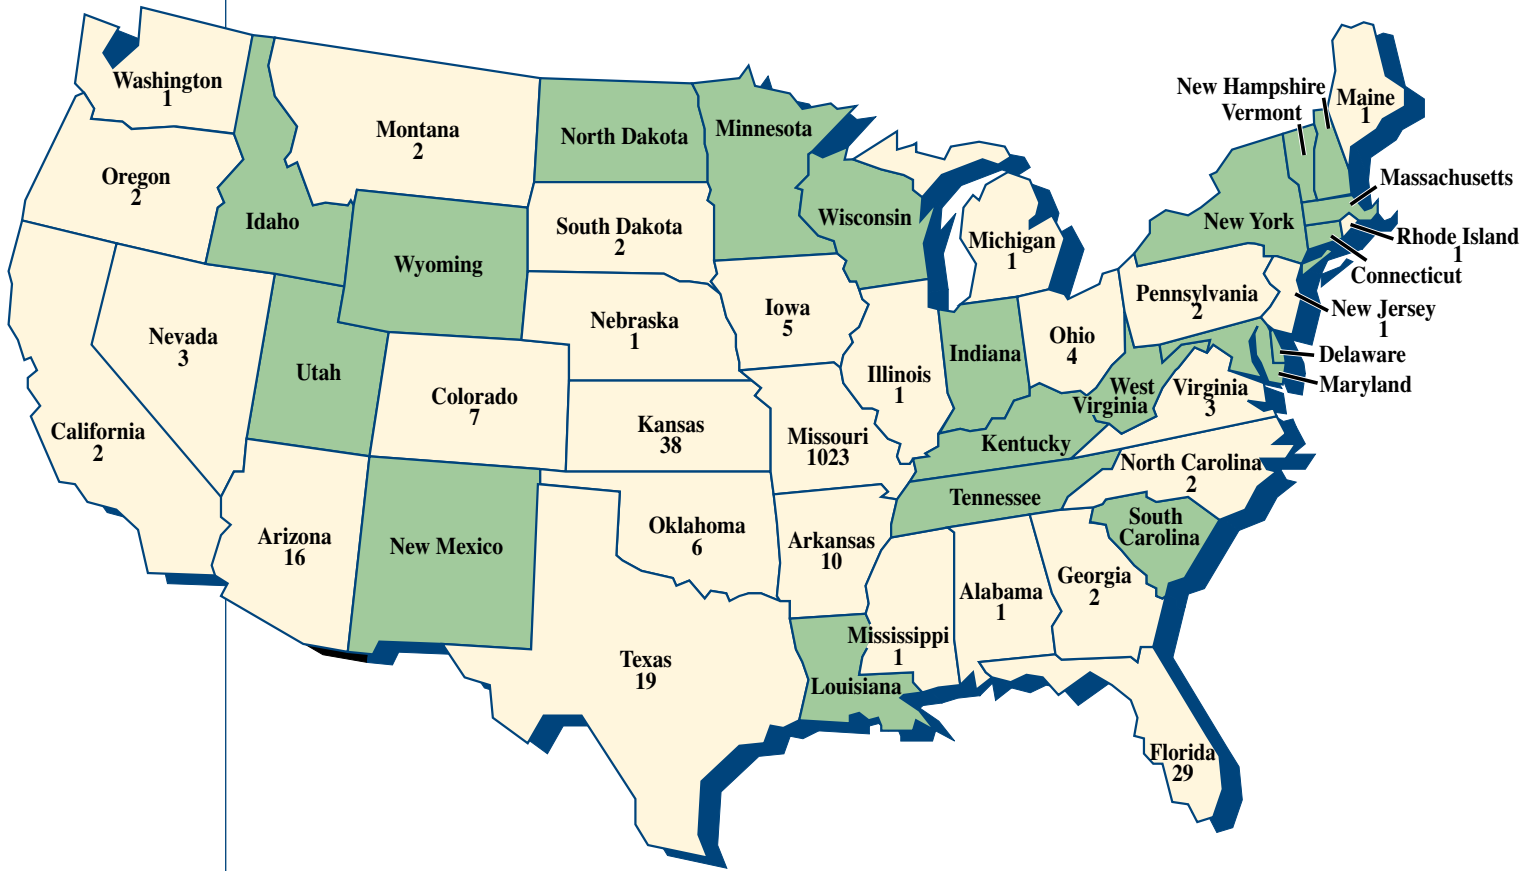 Washington
1
Oregon
2
California
2
Nevada
3
Idaho
Montana
2
Wyoming
Utah
Colorado
7
Arizona
16
New Mexico
North Dakota
South Dakota
2
Nebraska
1
Kansas
38
Oklahoma
6
Texas
19
Minnesota
Iowa
5
Missouri
1023
Arkansas
10
Louisiana
Wisconsin
Illinois
1
Michigan
1
Indiana
Ohio
4
Kentucky
Tennessee
Mississippi
1
Alabama
1
Georgia
2
Florida
29
South
Carolina
North Carolina
2
Virginia
3
West
Virginia
Pennsylvania
2
New York
New Hampshire
Vermont
Maine
1
Massachusetts
Rhode Island
1
Connecticut
New Jersey
1
Delaware
Maryland